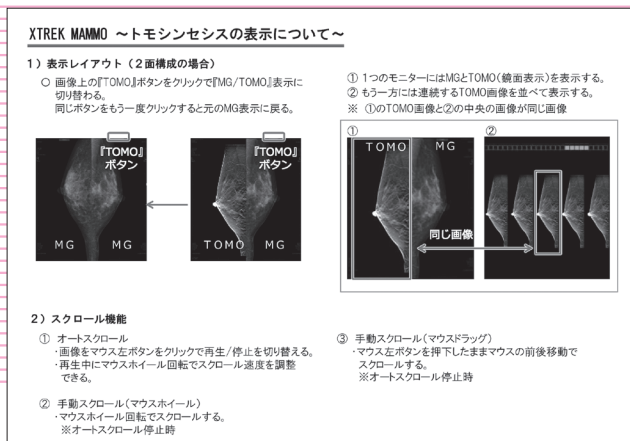 XTREK MAMMO ～トモシンセシスの表示について～
1）表示レイアウト（2面構成の場合）
○ 画像上の『TOMO』ボタンをクリックで『MG/TOMO』表示に
切り替わる。
同じボタンをもう一度クリックすると元のMG表示に戻る。
『TOMO』
ボタン
MG MG
『TOMO』
ボタン
TOMO MG
① 1つのモニターにはMGとTOMO（鏡面表示）を表示する。
② もう一方には連続するTOMO画像を並べて表示する。
※ ①のTOMO画像と②の中央の画像が同じ画像
① ②
TOMO MG
同じ画像
2）スクロール機能
① オートスクロール
・画像をマウス左ボタンをクリックで再生/停止を切り替える。
・再生中にマウスホイール回転でスクロール速度を調整
できる。
② 手動スクロール（マウスホイール）
・マウスホイール回転でスクロールする。
※オートスクロール停止時
③ 手動スクロール（マウスドラッグ）
・マウス左ボタンを押下したままマウスの前後移動で
スクロールする。
※オートスクロール停止時